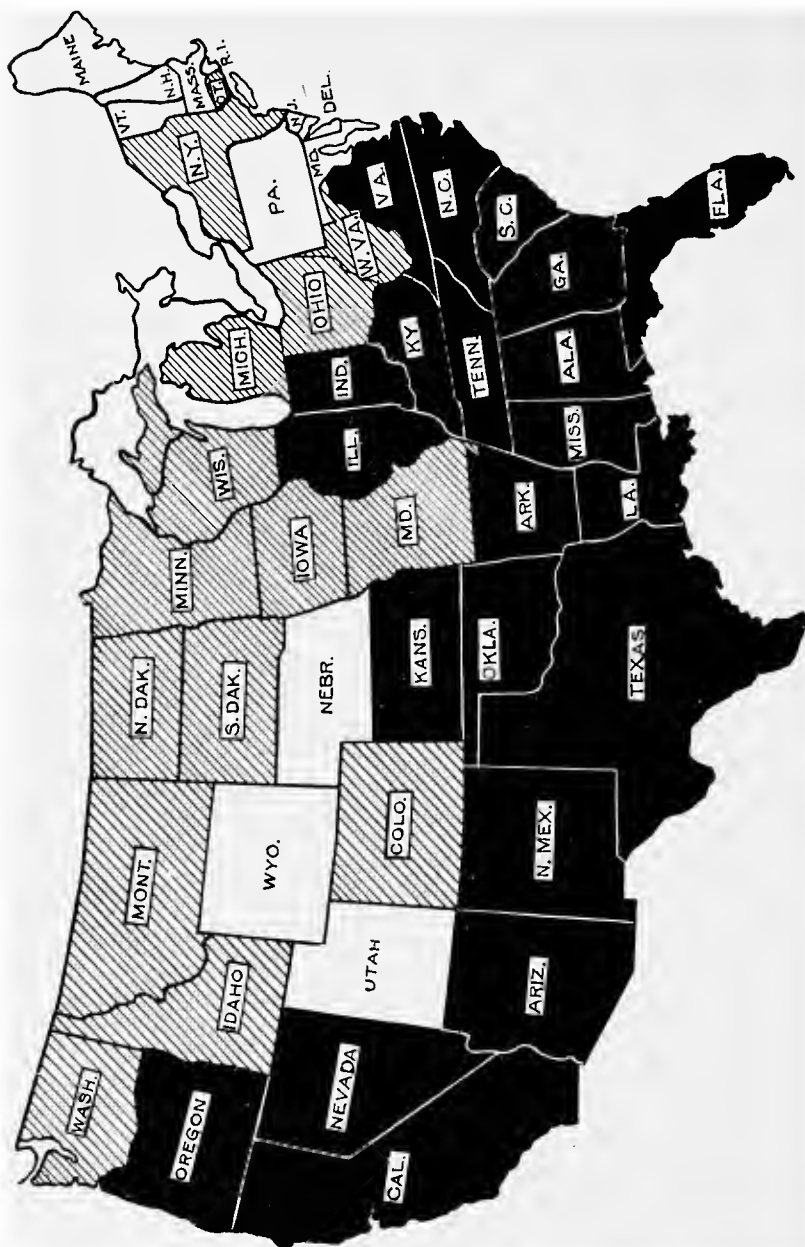 MAINE
VT.
N.H.
MASS.
R.I.
CT.
N.Y.
PA.
N.J.
DEL.
MD.
W.VA.
VA.
N.C.
S.C.
GA.
FLA.
OHIO
MICH.
IND.
KY
TENN.
ALA.
MISS.
ILL.
WIS.
MINN.
IOWA
MD.
ARK.
LA.
N. DAK.
S. DAK.
NEBR.
KANS.
OKLA.
TEXAS
MONT.
WYO.
COLO.
N. MEX.
IDAHO
UTAH
ARIZ.
WASH.
OREGON
NEVADA
CAL.